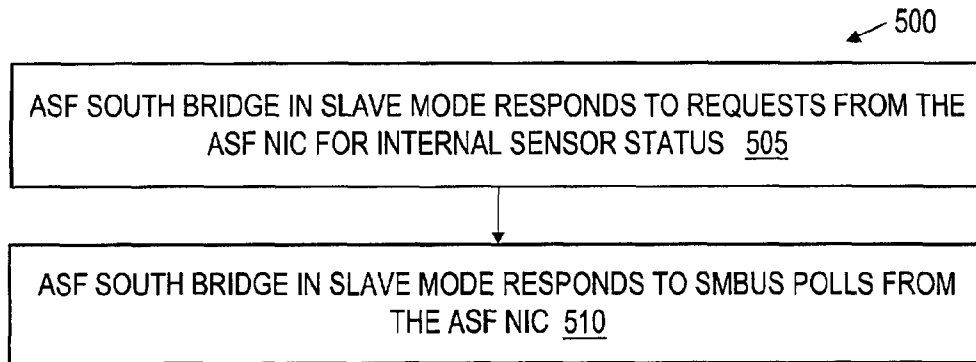 500
ASF SOUTH BRIDGE IN SLAVE MODE RESPONDS TO REQUESTS FROM THE
ASF NIC FOR INTERNAL SENSOR STATUS 505
ASF SOUTH BRIDGE IN SLAVE MODE RESPONDS TO SMBUS POLLS FROM
THE ASF NIC 510